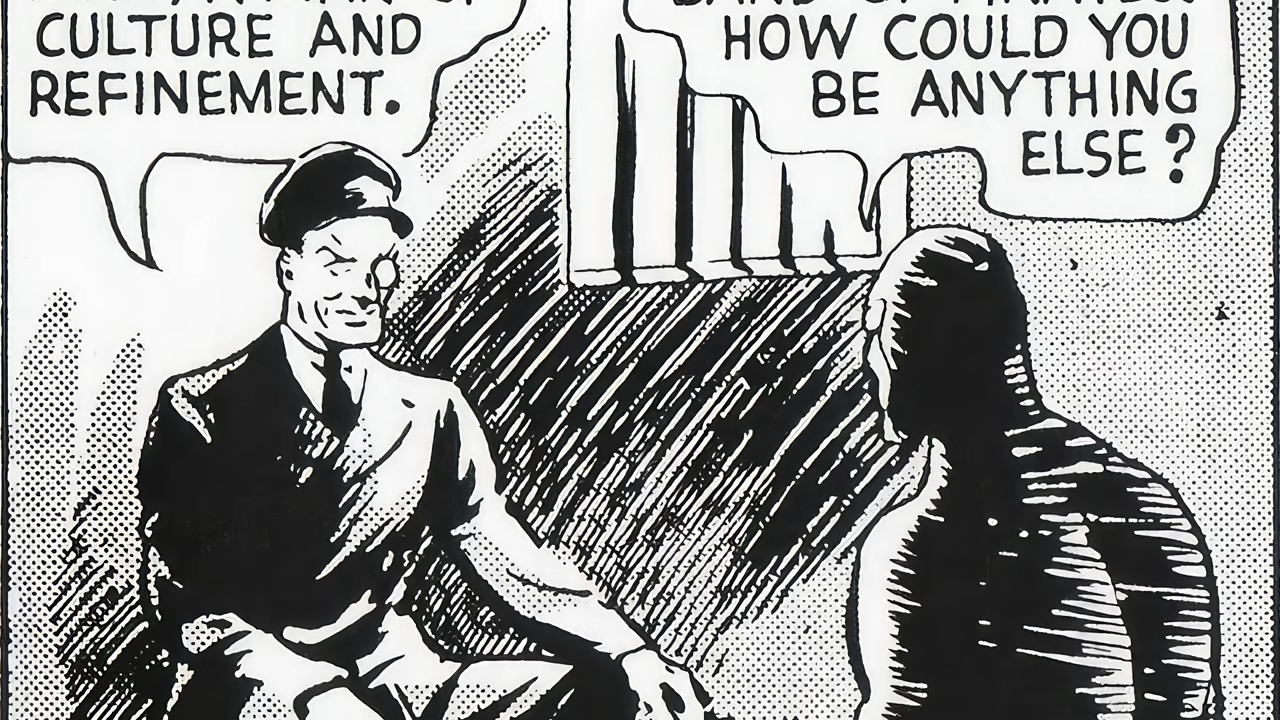 CULTURE AND
REFINEMENT.
HOW COULD YOU
BE ANYTHING
ELSE?